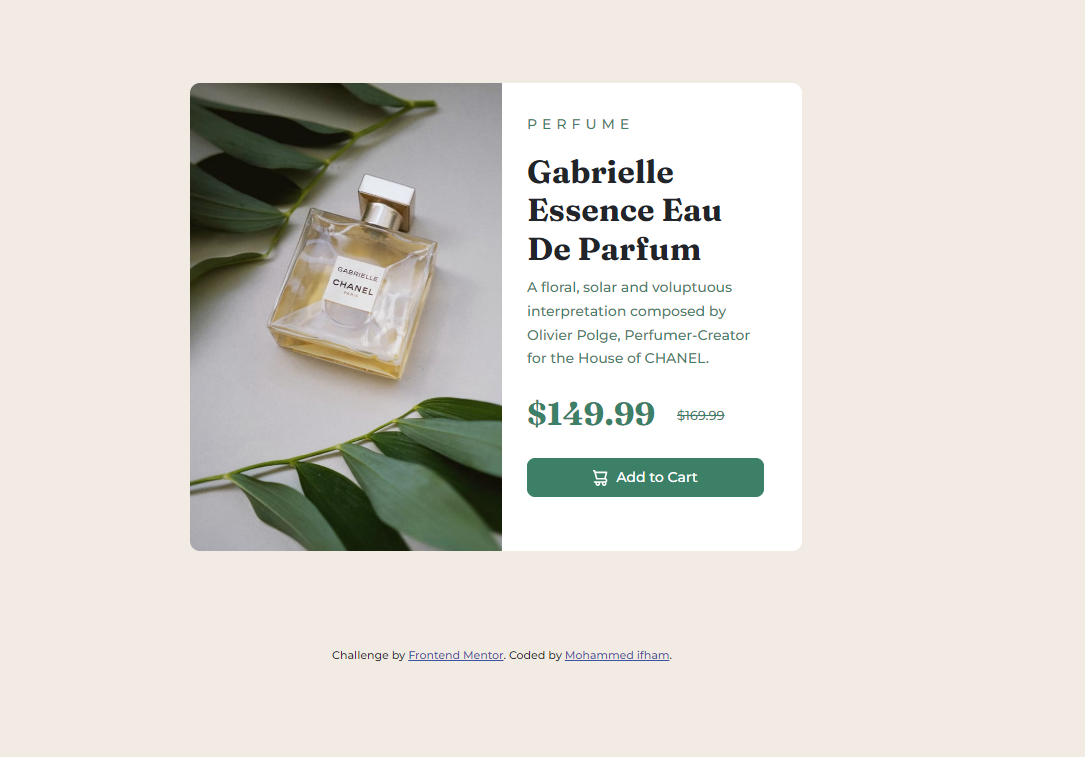 PERFUME
Gabrielle
Essence Eau
De Parfum
A floral, solar and voluptuous
interpretation composed by
Olivier Polge, Perfumer-Creator
for the House of CHANEL.
$149.99 $169.99
Add to Cart
GABRIELLE
CHANEL
PARIS
Challenge by Frontend Mentor. Coded by Mohammed ifham.